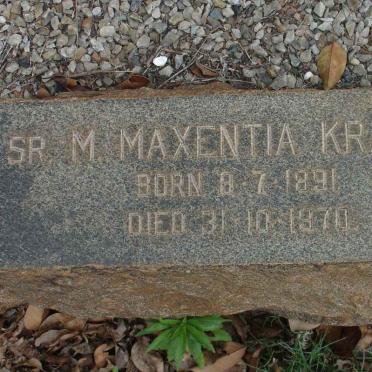 SR M. MAXENTIA KR
BORN 8-7-1891
DIED 31-10-1970.